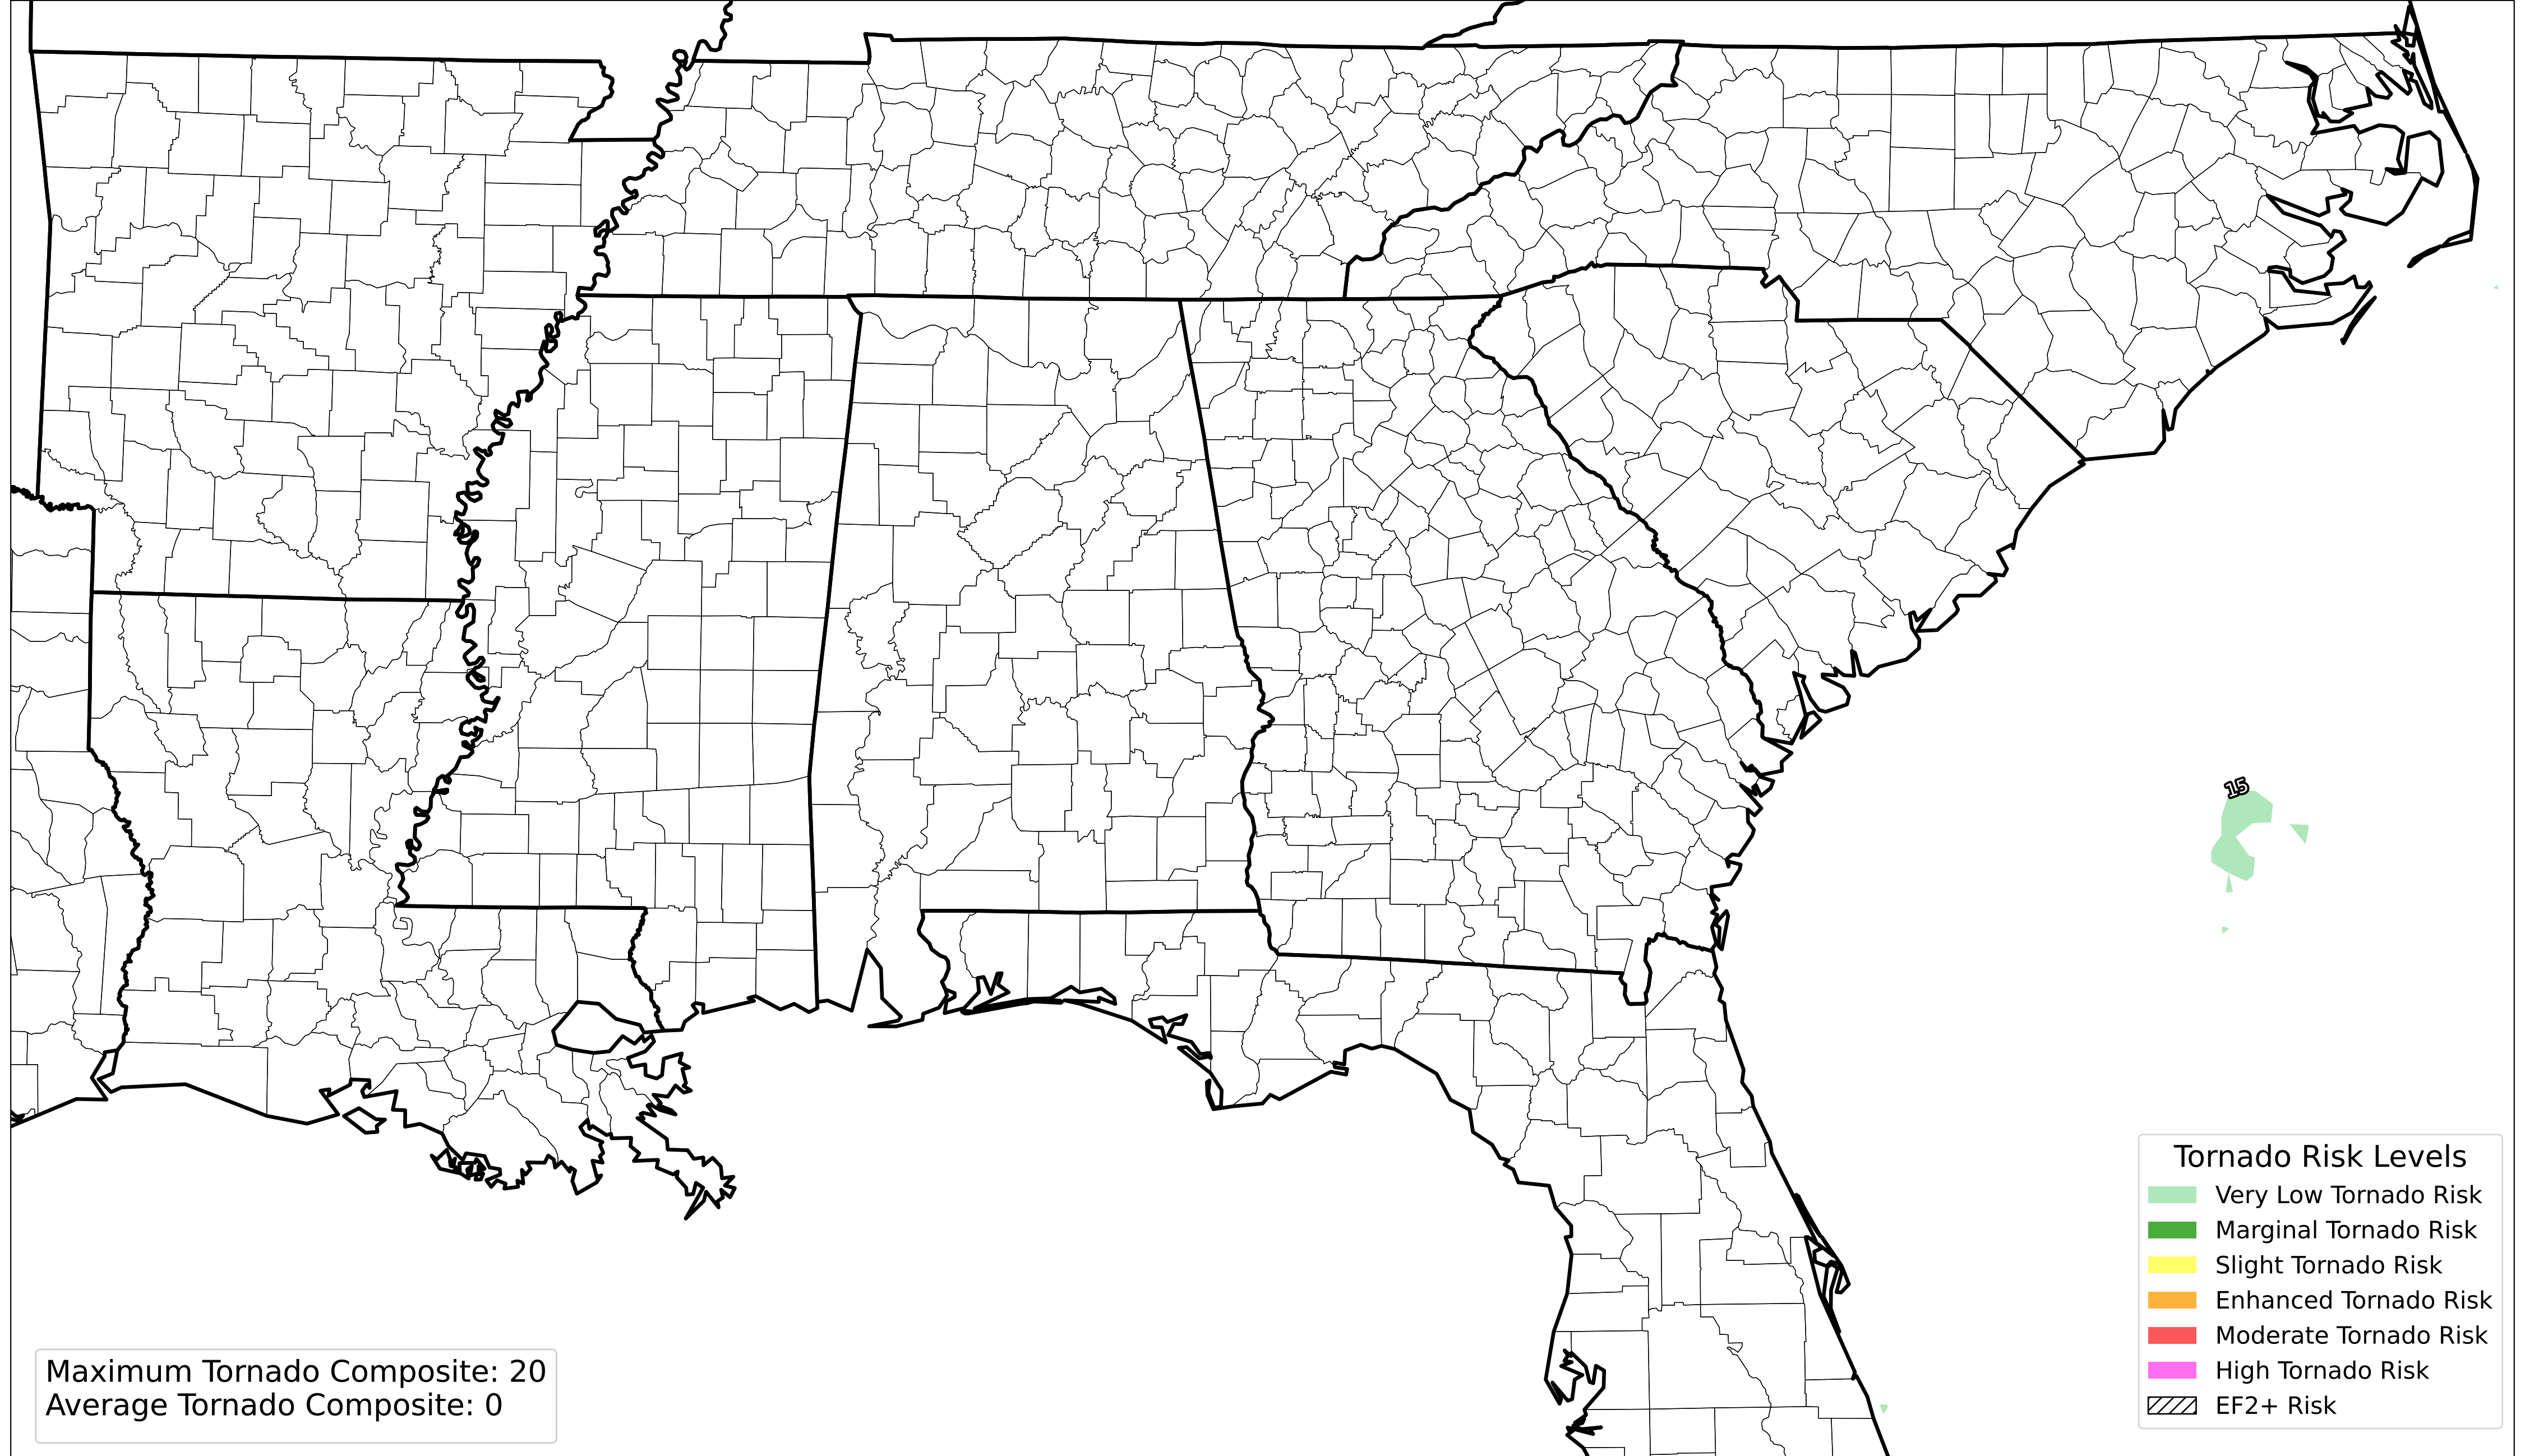 15
Tornado Risk Levels
Very Low Tornado Risk
Marginal Tornado Risk
Slight Tornado Risk
Enhanced Tornado Risk
Moderate Tornado Risk
High Tornado Risk
EF2+ Risk
Maximum Tornado Composite: 20
Average Tornado Composite: 0